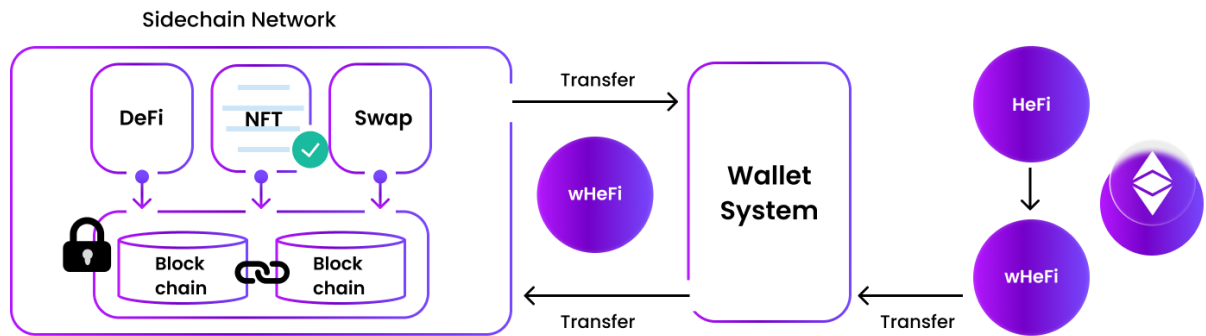 Sidechain Network
DeFi
NFT
Swap
Block
chain
Block
chain
Transfer
wHeFi
Transfer
Wallet
System
HeFi
wHeFi
Transfer